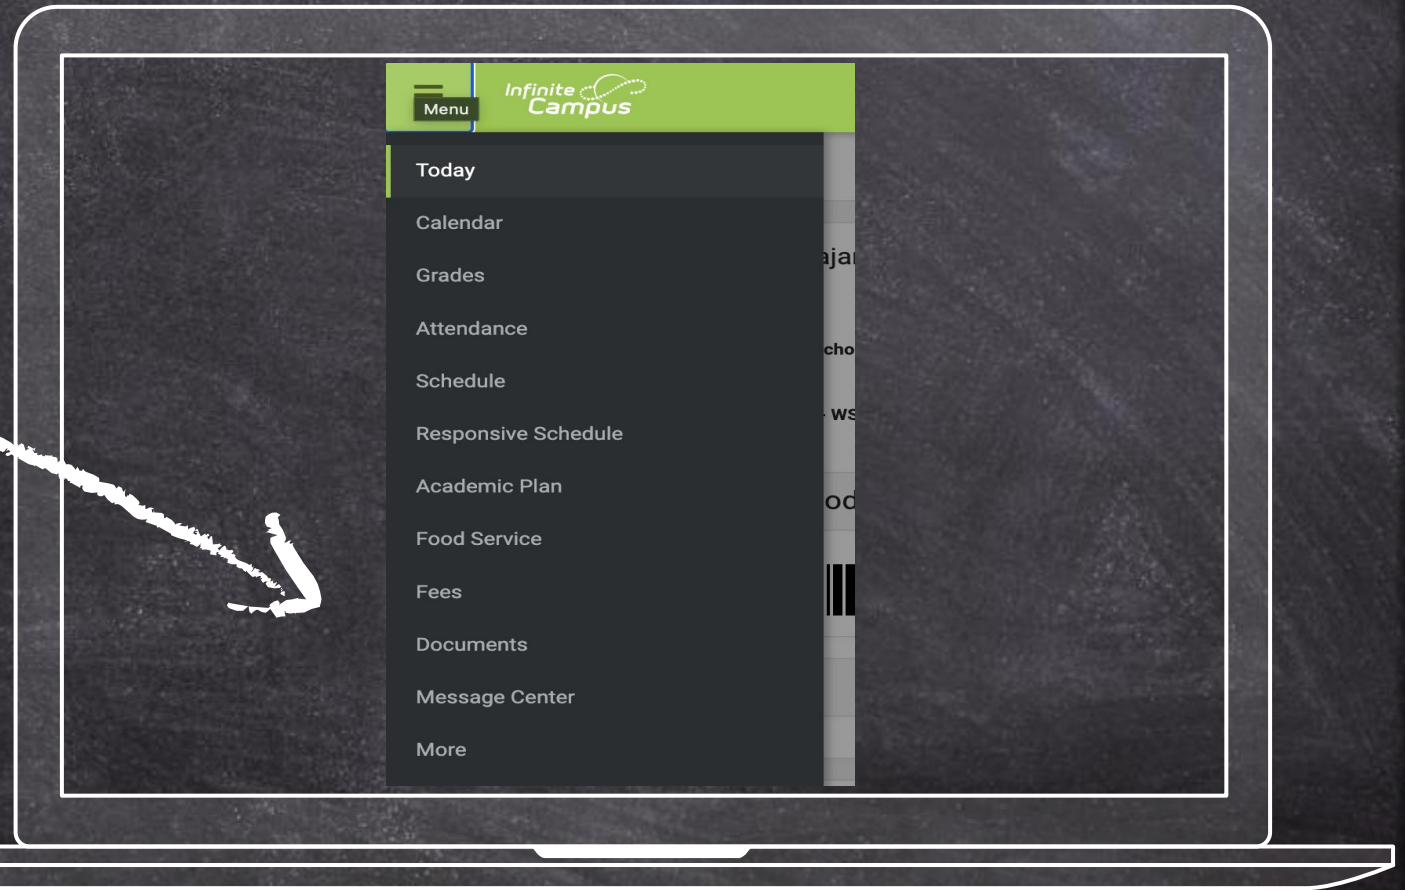 Infinite
Campus
Menu
Today
Calendar
Grades
Attendance
Schedule
Responsive Schedule
Academic Plan
Food Service
Fees
Documents
Message Center
More